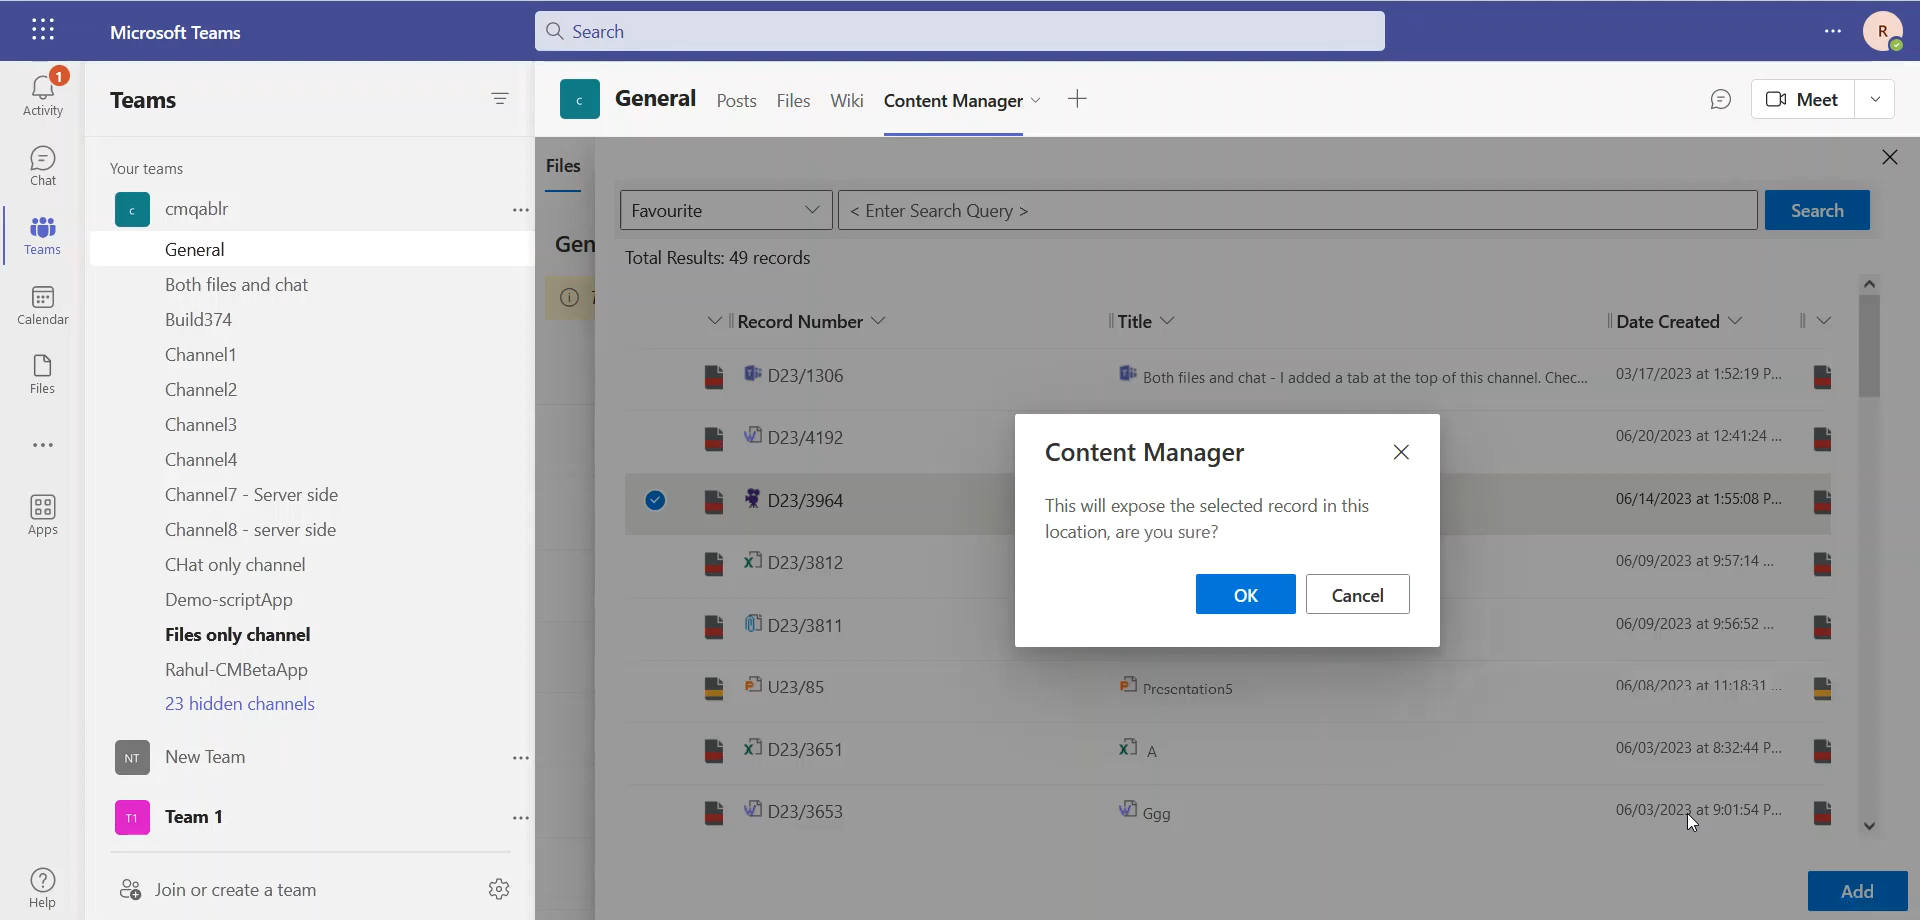 Microsoft Teams
Search
R
1
Activity
Chat
Teams
Calendar
Files
Apps
Help
Teams
Your teams
c cmqablr
General
Both files and chat
Build374
Channel1
Channel2
Channel3
Channel4
Channel7 - Server side
Channel8 - server side
CHat only channel
Demo-scriptApp
Files only channel
Rahul-CMBetaApp
23 hidden channels
NT New Team
T1 Team 1
Join or create a team
c General Posts Files Wiki Content Manager
Meet
Files
Gen
Favourite < Enter Search Query > Search
Total Results: 49 records
Record Number Title Date Created
D23/1306 Both files and chat - I added a tab at the top of this channel. Chec... 03/17/2023 at 1:52:19 P...
D23/4192 06/20/2023 at 12:41:24 ...
D23/3964 06/14/2023 at 1:55:08 P...
D23/3812 06/09/2023 at 9:57:14 ...
D23/3811 06/09/2023 at 9:56:52 ...
U23/85 Presentation5 06/08/2023 at 11:18:31 ...
D23/3651 A 06/03/2023 at 8:32:44 P...
D23/3653 Ggg 06/03/2023 at 9:01:54 P...
Content Manager
This will expose the selected record in this
location, are you sure?
OK Cancel
Add